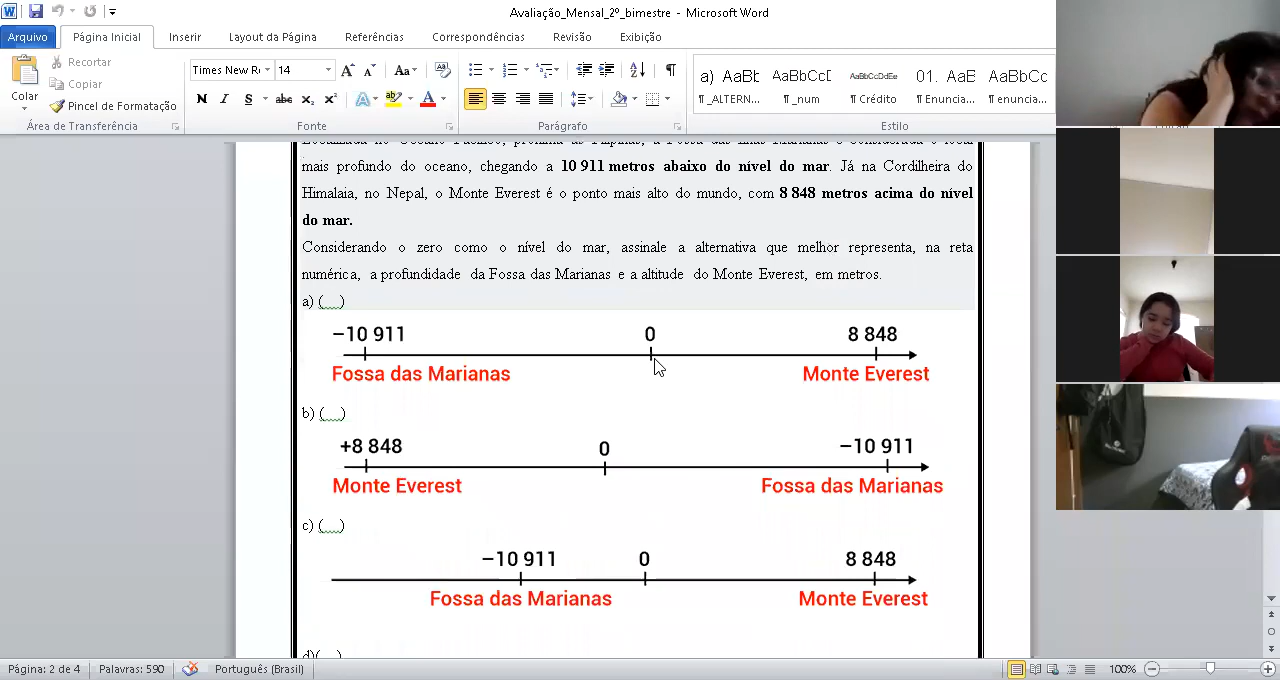 Avaliação_Mensal_2º_bimestre - Microsoft Word
Arquivo Página Inicial Inserir Layout da Página Referências Correspondências Revisão Exibição
Colar
Recortar
Copiar
Pincel de Formatação
Área de Transferência
Times New R 14
Fonte
Parágrafo
a) AaBb AaBbCcD AaBbCcDdEe 01. AaE AaBbCc
¶ _ALTERN... ¶ _num ¶ crédito ¶ Enuncia... ¶ enuncia...
Estilo
mais profundo do oceano, chegando a 10 911 metros abaixo do nível do mar. Já na Cordilheira do
Himalaia, no Nepal, o Monte Everest é o ponto mais alto do mundo, com 8 848 metros acima do nível
do mar.
Considerando o zero como o nível do mar, assinale a alternativa que melhor representa, na reta
numérica, a profundidade da Fossa das Marianas e a altitude do Monte Everest, em metros.
a) (__)
−10 911 0 8 848
Fossa das Marianas Monte Everest
b) (__)
+8 848 0 −10 911
Monte Everest Fossa das Marianas
c) (__)
−10 911 0 8 848
Fossa das Marianas Monte Everest
d)(__)
Página: 2 de 4 Palavras: 590 Português (Brasil) 100%